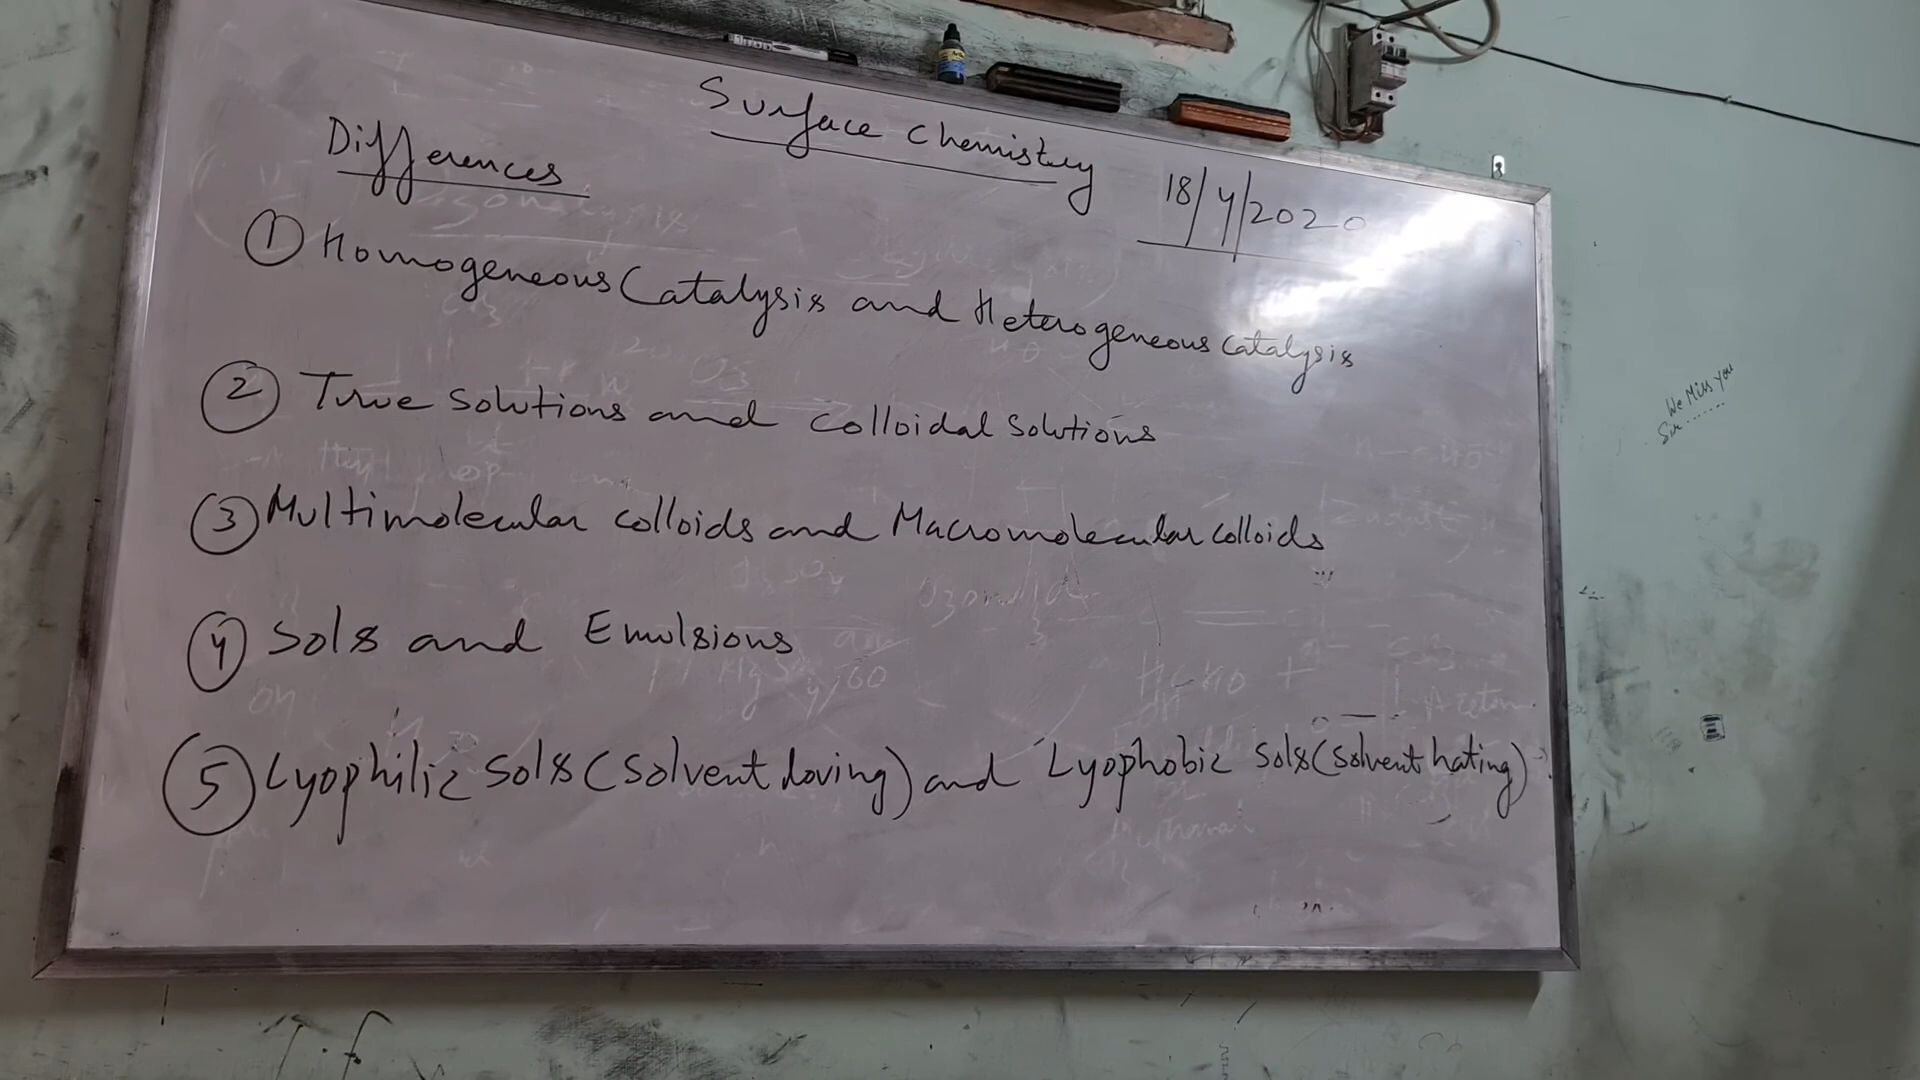 Surface Chemistry
Differences
18/4/2020
① Homogeneous Catalysis and Heterogeneous catalysis
② True solutions and colloidal solutions
③ Multimolecular colloids and Macromolecular colloids
④ Sols and Emulsions
⑤ Lyophilic sols (solvent loving) and Lyophobic sols (solvent hating)
We Miss You
Sir.......